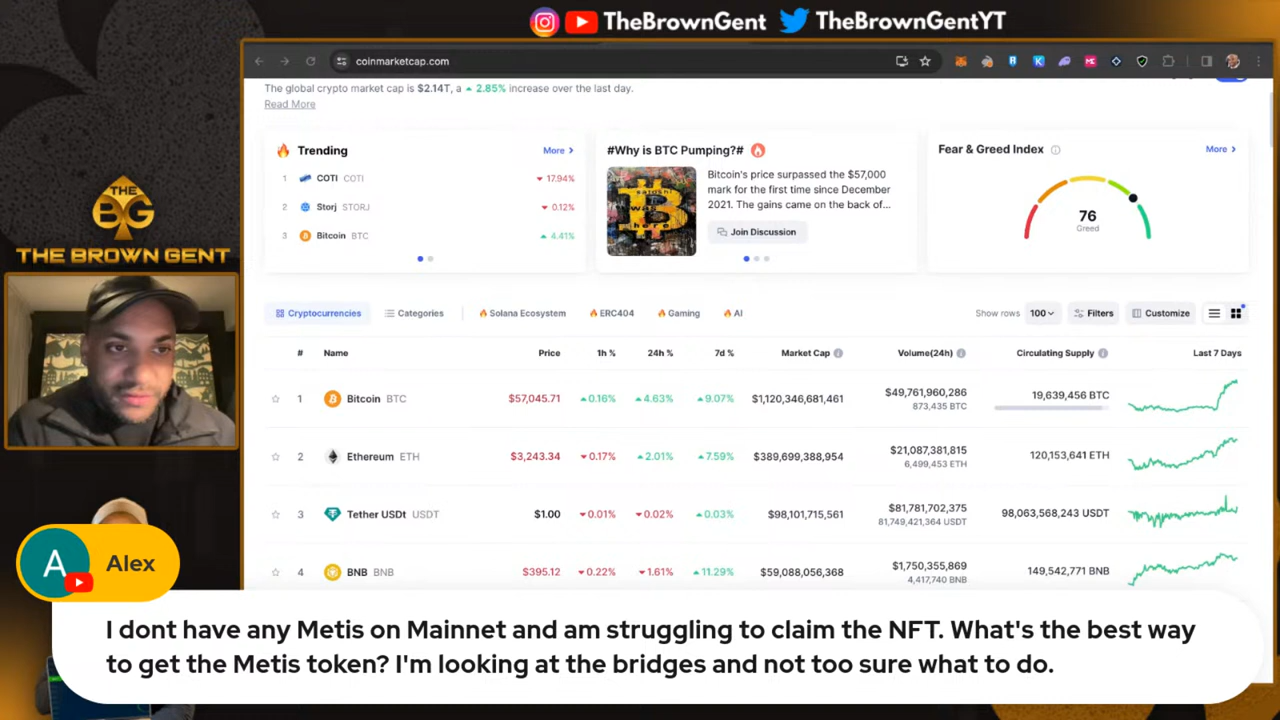 TheBrownGent TheBrownGentYT
coinmarketcap.com
The global crypto market cap is $2.14T, a 2.85% increase over the last day.
Read More
Trending
More >
1 COTI COTI 17.94%
2 Storj STORJ 0.12%
3 Bitcoin BTC 4.41%
#Why is BTC Pumping?#
Bitcoin's price surpassed the $57,000
mark for the first time since December
2021. The gains came on the back of...
Join Discussion
Fear & Greed Index
More >
76
Greed
THE
BG
THE BROWN GENT
Cryptocurrencies Categories Solana Ecosystem ERC404 Gaming AI Show rows 100 Filters Customize
# Name Price 1h % 24h % 7d % Market Cap Volume(24h) Circulating Supply Last 7 Days
1 Bitcoin BTC $57,045.71 0.16% 4.63% 9.07% $1,120,346,681,461 $49,761,960,286 19,639,456 BTC
873,435 BTC
2 Ethereum ETH $3,243.34 0.17% 2.01% 7.59% $389,699,388,954 $21,087,381,815 120,153,641 ETH
6,499,453 ETH
3 Tether USDt USDT $1.00 0.01% 0.02% 0.03% $98,101,715,561 $81,781,702,375 98,063,568,243 USDT
81,749,421,364 USDT
4 BNB BNB $395.12 0.22% 1.61% 11.29% $59,088,056,368 $1,750,355,869 149,542,771 BNB
4,417,740 BNB
A Alex
I dont have any Metis on Mainnet and am struggling to claim the NFT. What's the best way
to get the Metis token? I'm looking at the bridges and not too sure what to do.